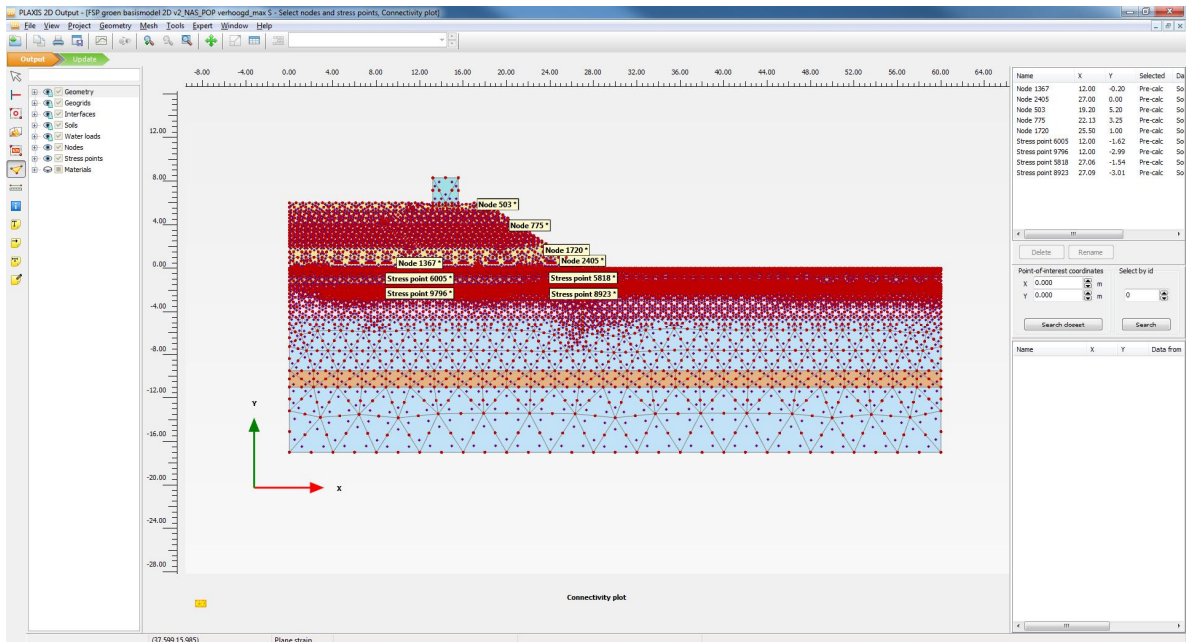 PLAXIS 2D Output - [FSP groen basismodel 2D v2_NAS_POP verhoogd_max S - Select nodes and stress points, Connectivity plot]
File View Project Geometry Mesh Tools Expert Window Help
Output Update
-8.00 -4.00 0.00 4.00 8.00 12.00 16.00 20.00 24.00 28.00 32.00 36.00 40.00 44.00 48.00 52.00 56.00 60.00 64.00
Geometry
Geogrids
Interfaces
Soils
Water loads
Nodes
Stress points
Materials
12.00
8.00
4.00
0.00
-4.00
-8.00
-12.00
-16.00
-20.00
-24.00
-28.00
Node 503 *
Node 775 *
Node 1720 *
Node 1367 * Node 2405 *
Stress point 6005 * Stress point 5818 *
Stress point 9796 * Stress point 8923 *
Y
X
Connectivity plot
Name X Y Selected Da
Node 1367 12.00 -0.20 Pre-calc So
Node 2405 27.00 0.00 Pre-calc So
Node 503 19.20 5.20 Pre-calc So
Node 775 22.13 3.25 Pre-calc So
Node 1720 25.50 1.00 Pre-calc So
Stress point 6005 12.00 -1.62 Pre-calc So
Stress point 9796 12.00 -2.99 Pre-calc So
Stress point 5818 27.06 -1.54 Pre-calc So
Stress point 8923 27.09 -3.01 Pre-calc So
Delete Rename
Point-of-interest coordinates Select by id
X 0.000 m
Y 0.000 m 0
Search closest Search
Name X Y Data from
(37.599 15.985) Plane strain